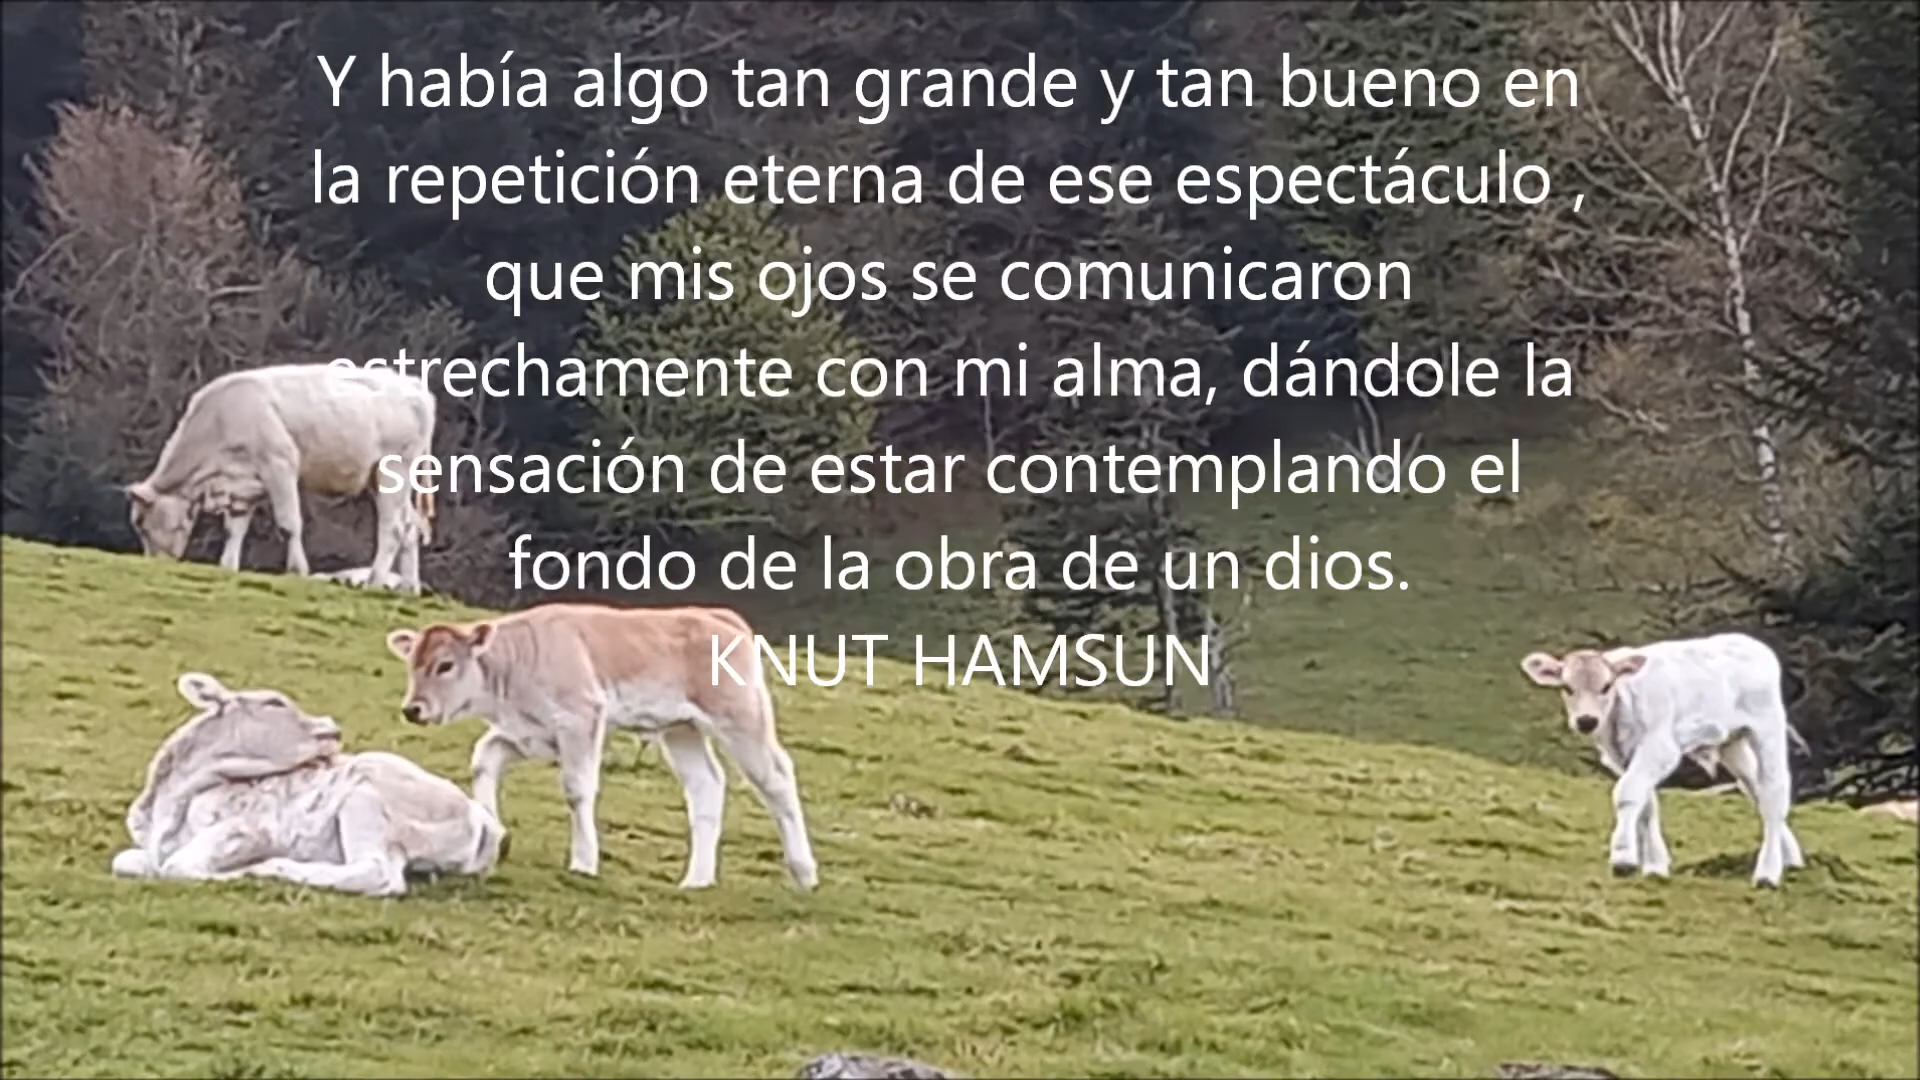 Y había algo tan grande y tan bueno en
la repetición eterna de ese espectáculo ,
que mis ojos se comunicaron
estrechamente con mi alma, dándole la
sensación de estar contemplando el
fondo de la obra de un dios.
KNUT HAMSUN